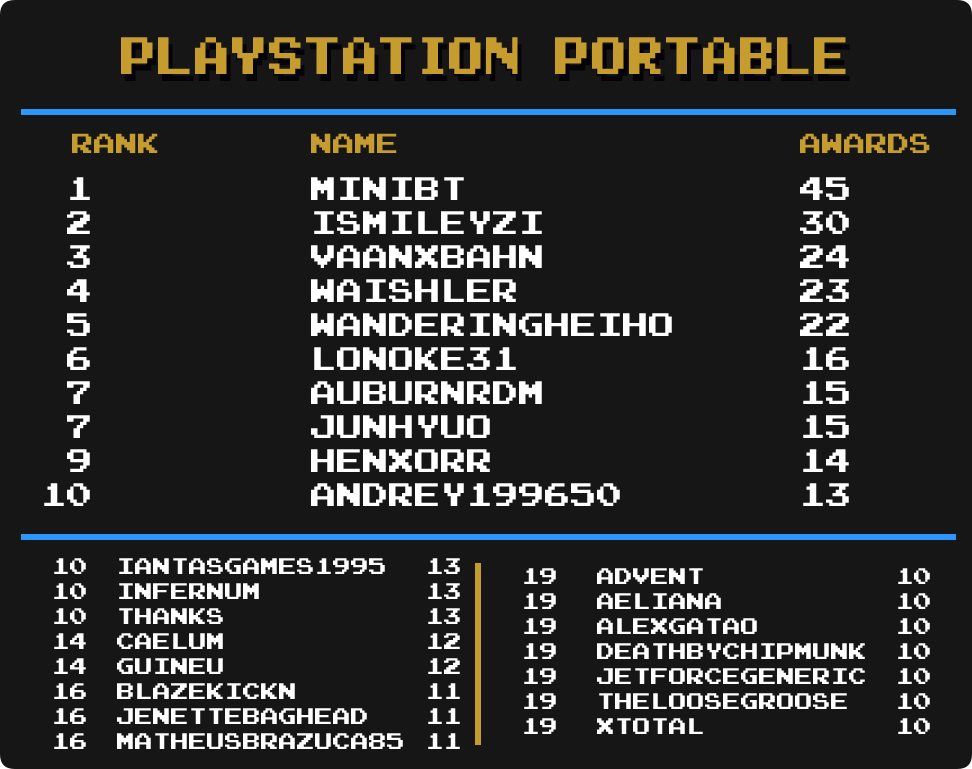 PLAYSTATION PORTABLE
RANK NAME AWARDS
1 MINIBT 45
2 ISMILEYZI 30
3 VAANXBAHN 24
4 WAISHLER 23
5 WANDERINGHEIHO 22
6 LONOKE31 16
7 AUBURNRDM 15
7 JUNHYUO 15
9 HENXORR 14
10 ANDREY199650 13
10 IANTASGAMES1995 13
10 INFERNUM 13
10 THANKS 13
14 CAELUM 12
14 GUINEU 12
16 BLAZEKICKN 11
16 JENETTEBAGHEAD 11
16 MATHEUSBRAZUCA85 11
19 ADVENT 10
19 AELIANA 10
19 ALEXGATAO 10
19 DEATHBYCHIPMUNK 10
19 JETFORCEGENERIC 10
19 THELOOSEGROOSE 10
19 XTOTAL 10